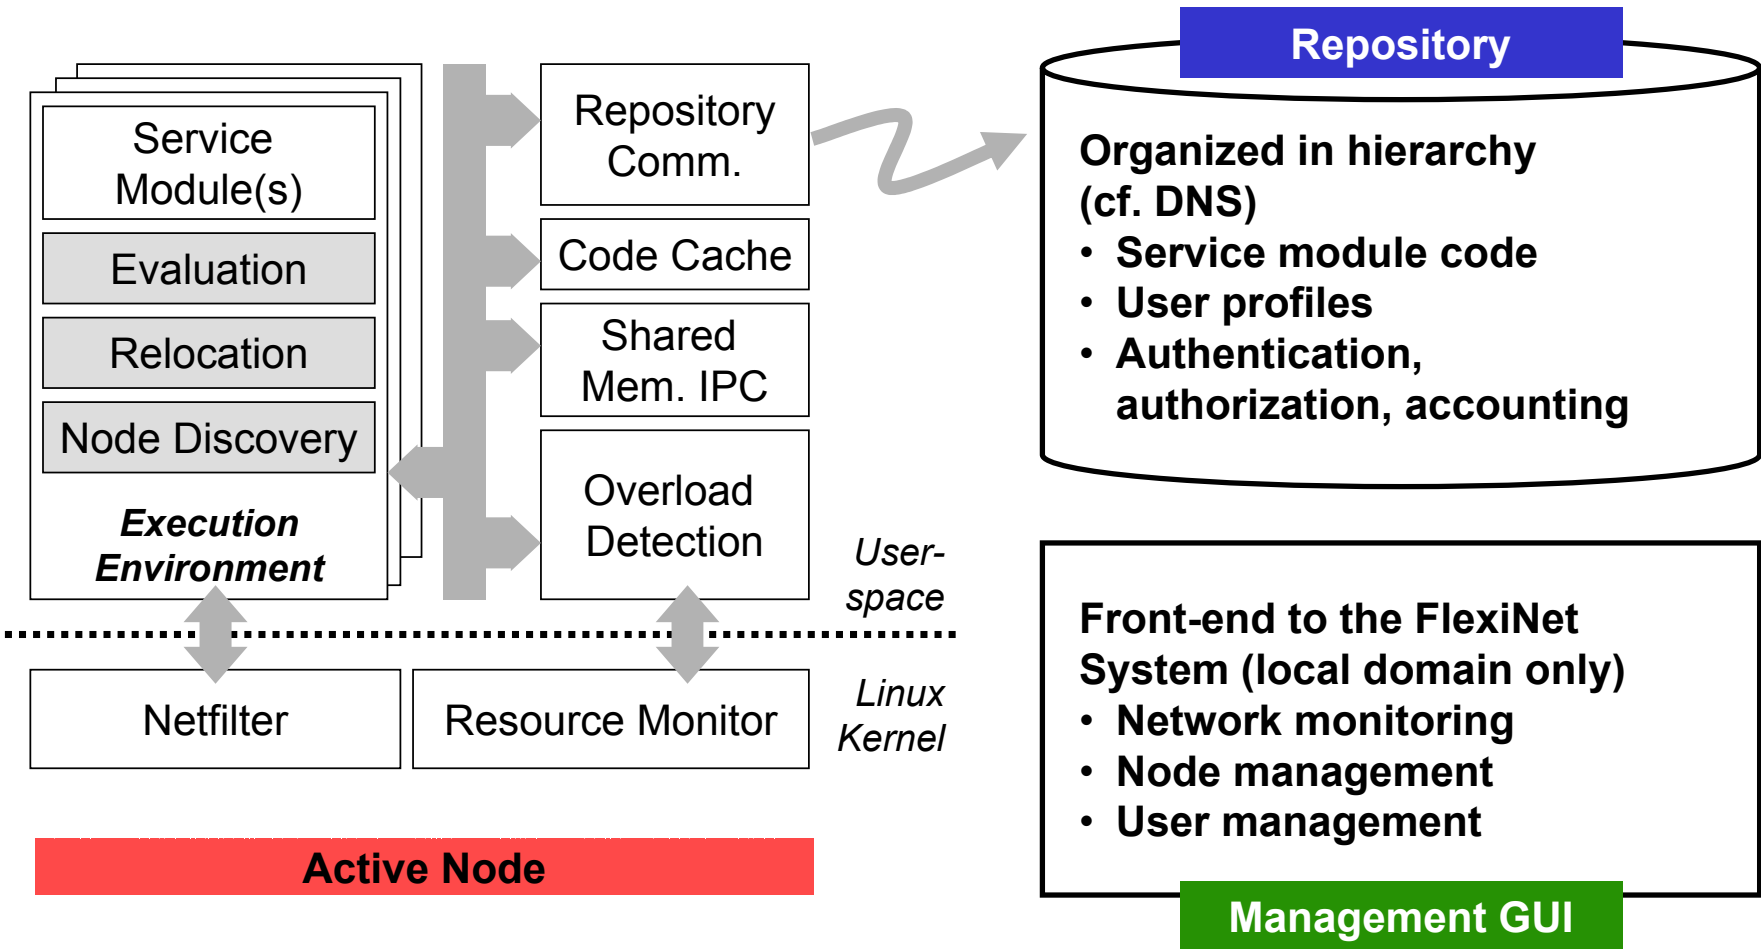 Service
Module(s)
Evaluation
Relocation
Node Discovery
Execution
Environment
Repository
Comm.
Code Cache
Shared
Mem. IPC
Overload
Detection
User-
space
Netfilter
Resource Monitor
Linux
Kernel
Active Node
Repository
Organized in hierarchy
(cf. DNS)
• Service module code
• User profiles
• Authentication,
authorization, accounting
Front-end to the FlexiNet
System (local domain only)
• Network monitoring
• Node management
• User management
Management GUI